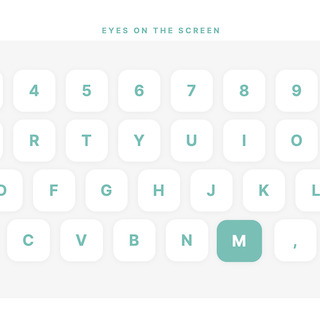 EYES ON THE SCREEN
4 5 6 7 8 9
R T Y U I O
D F G H J K L
C V B N M ,